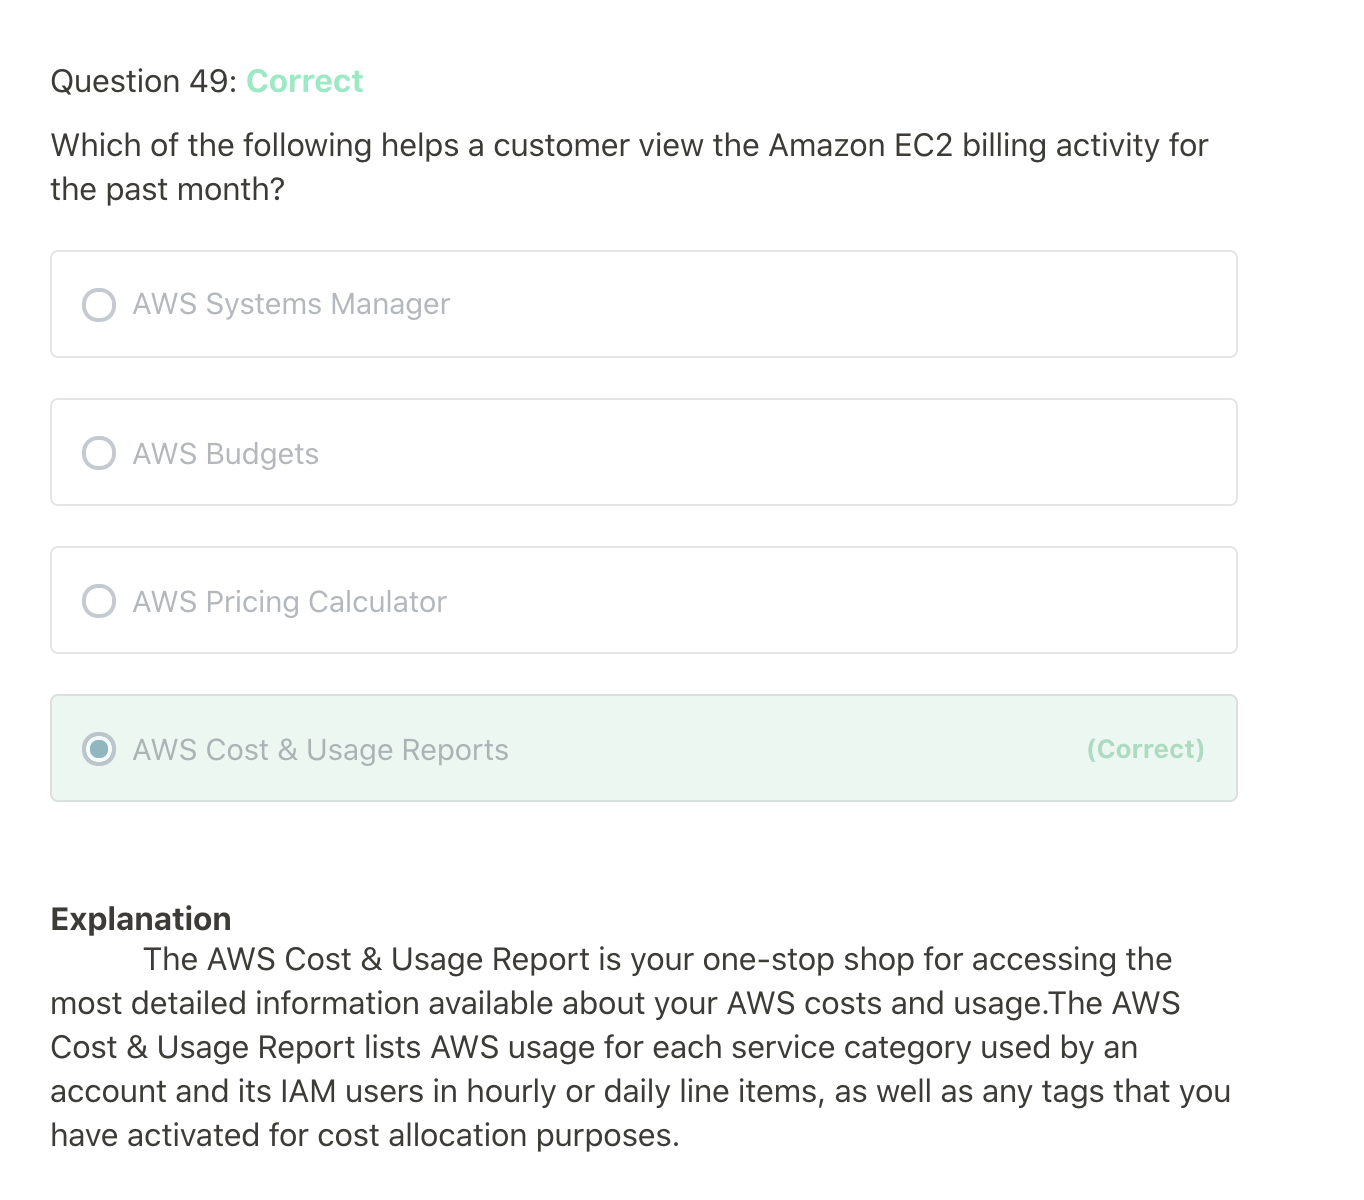 Question 49: Correct
Which of the following helps a customer view the Amazon EC2 billing activity for
the past month?
AWS Systems Manager
AWS Budgets
AWS Pricing Calculator
AWS Cost & Usage Reports (Correct)
Explanation
The AWS Cost & Usage Report is your one-stop shop for accessing the
most detailed information available about your AWS costs and usage.The AWS
Cost & Usage Report lists AWS usage for each service category used by an
account and its IAM users in hourly or daily line items, as well as any tags that you
have activated for cost allocation purposes.